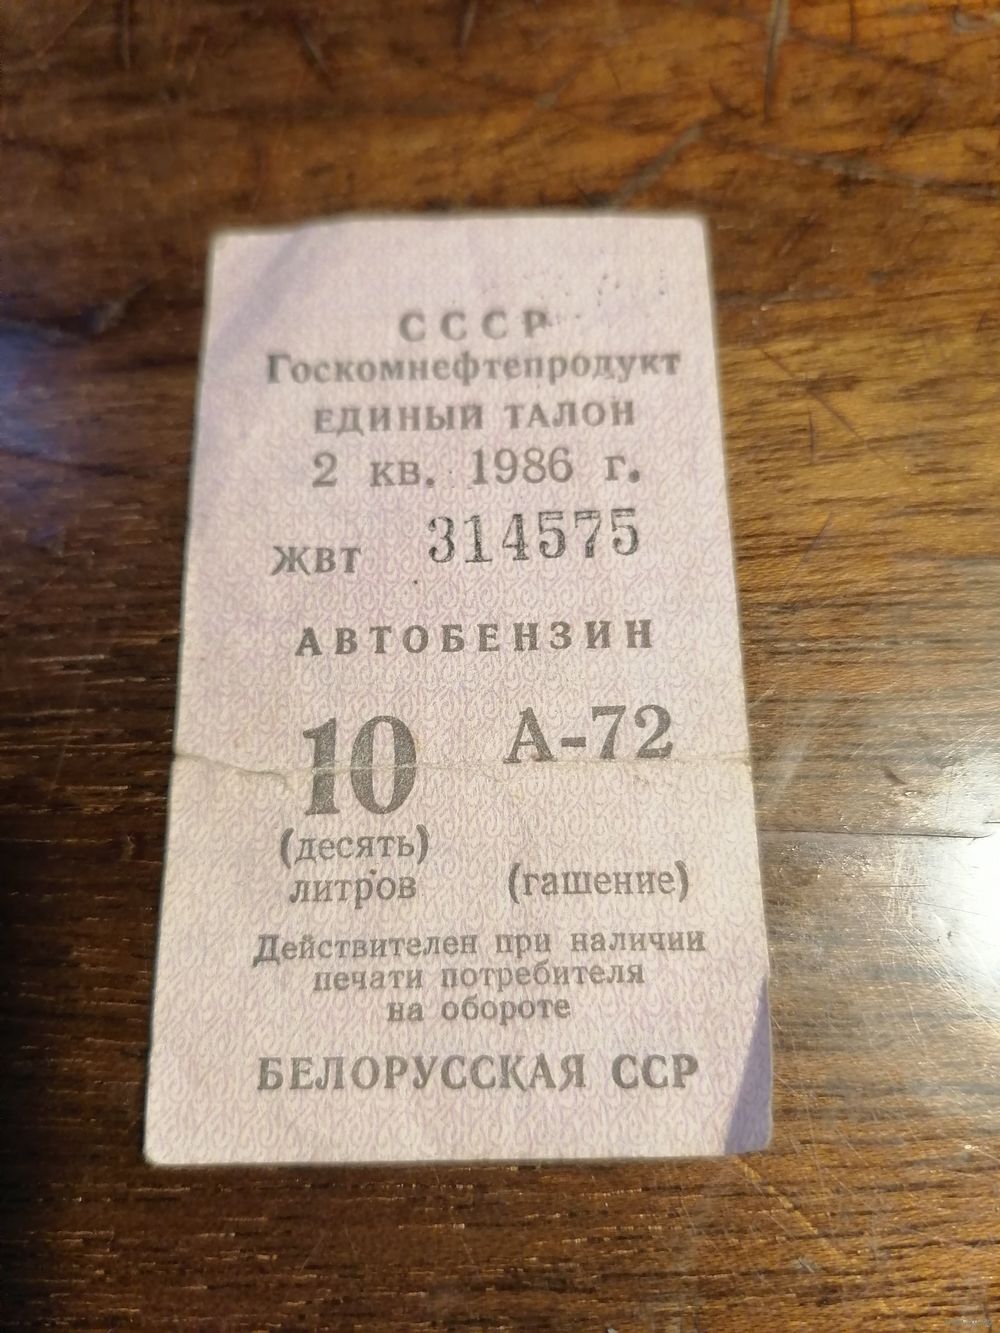 СССР
Госкомнефтепродукт
ЕДИНЫЙ ТАЛОН
2 кв. 1986 г.
ЖВТ 314575
АВТОБЕНЗИН
10 А-72
(десять)
литров (гашение)
Действителен при наличии
печати потребителя
на обороте
БЕЛОРУССКАЯ ССР